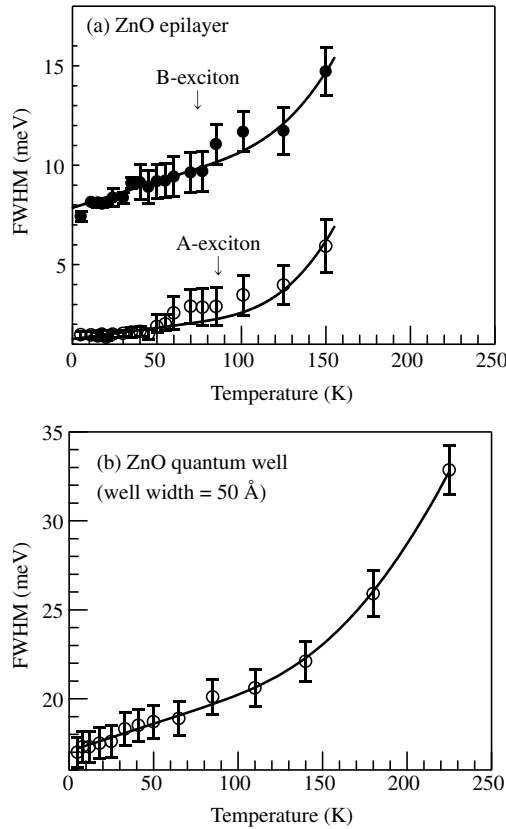 (a) ZnO epilayer
B-exciton
A-exciton
FWHM (meV)
15
10
5
0 50 100 150 200 250
Temperature (K)
(b) ZnO quantum well
(well width = 50 Å)
FWHM (meV)
35
30
25
20
0 50 100 150 200 250
Temperature (K)